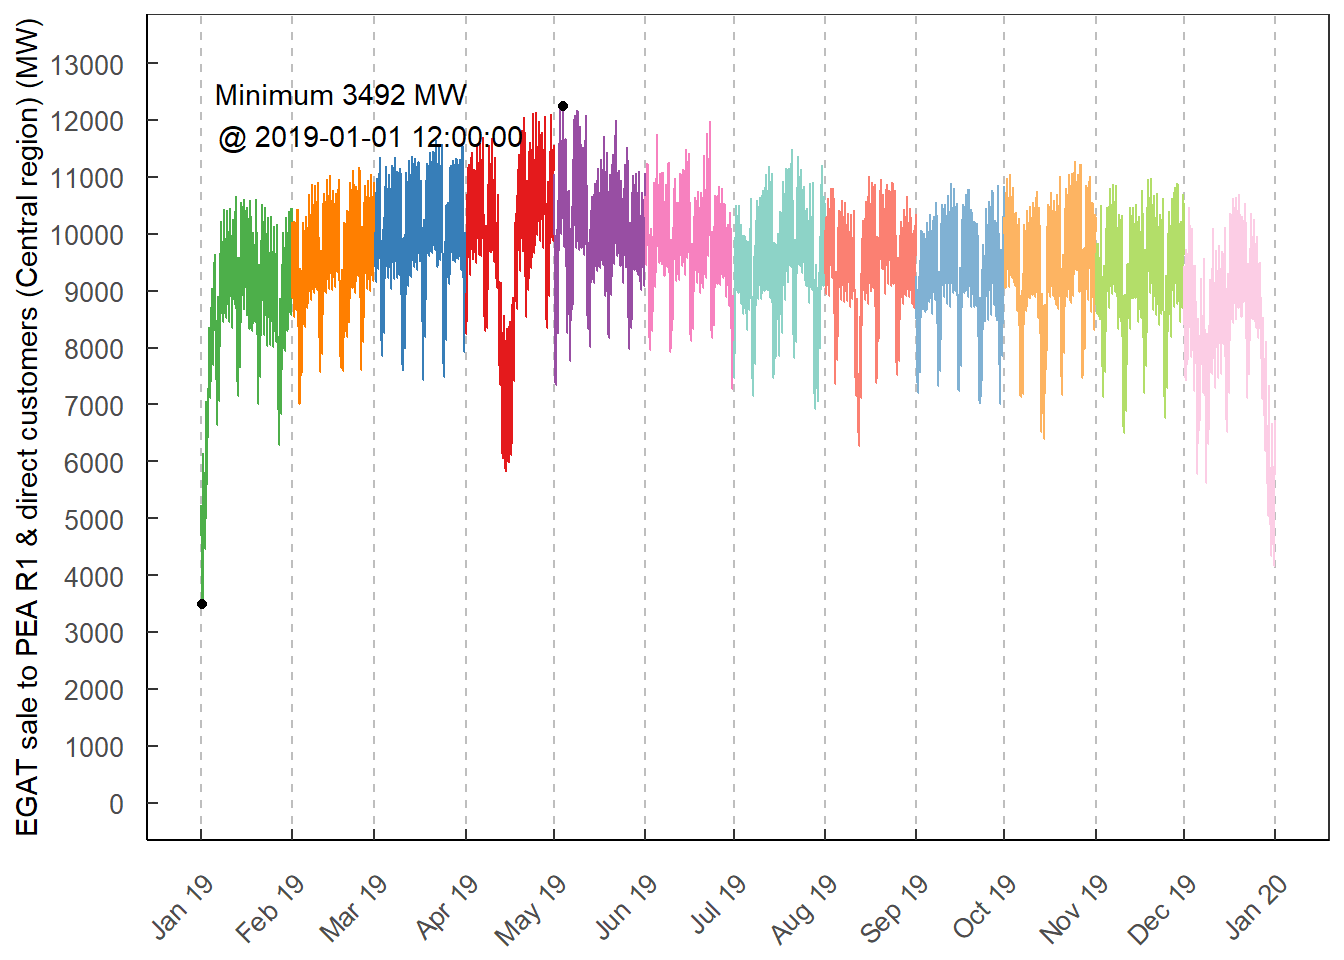 EGAT sale to PEA R1 & direct customers (Central region) (MW)
13000
12000
11000
10000
9000
8000
7000
6000
5000
4000
3000
2000
1000
0
Minimum 3492 MW
@ 2019-01-01 12:00:00
Jan 19
Feb 19
Mar 19
Apr 19
May 19
Jun 19
Jul 19
Aug 19
Sep 19
Oct 19
Nov 19
Dec 19
Jan 20